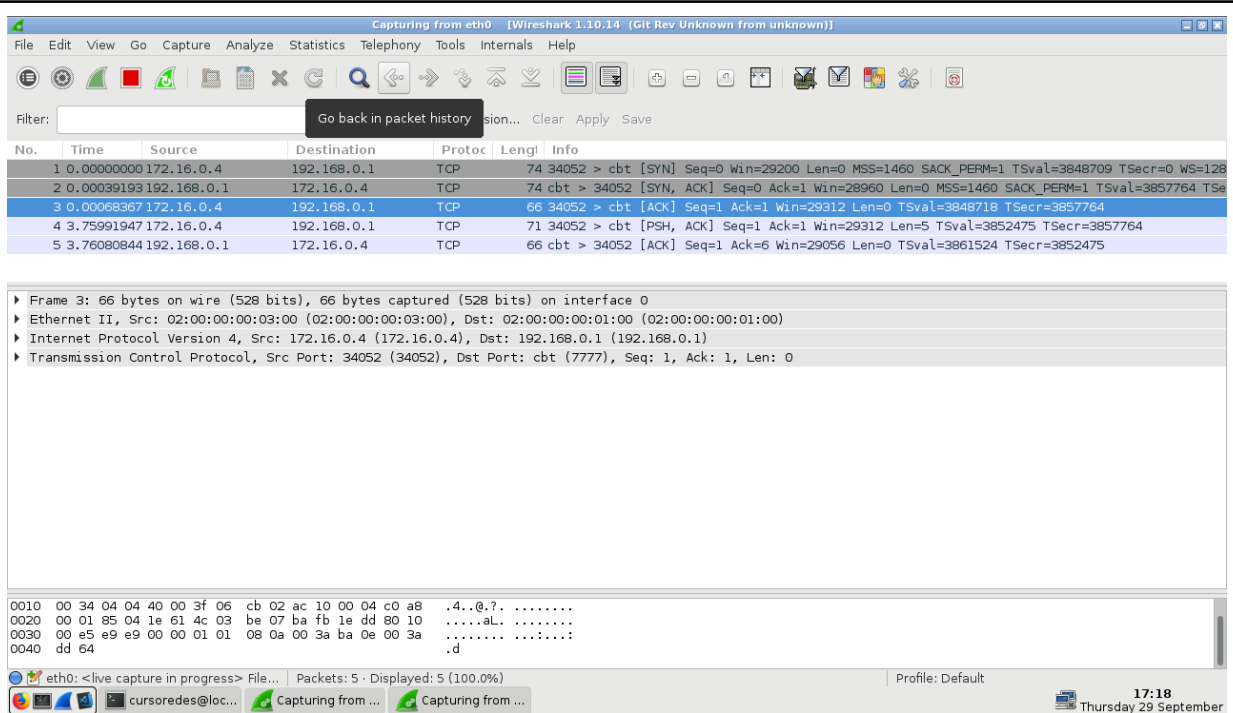 Capturing from eth0 [Wireshark 1.10.14 (Git Rev Unknown from unknown)]
File Edit View Go Capture Analyze Statistics Telephony Tools Internals Help
Filter: Go back in packet history sion... Clear Apply Save
No. Time Source Destination Protoc Lengt Info
1 0.00000000 172.16.0.4 192.168.0.1 TCP 74 34052 > cbt [SYN] Seq=0 Win=29200 Len=0 MSS=1460 SACK_PERM=1 TSval=3848709 TSecr=0 WS=128
2 0.00039193 192.168.0.1 172.16.0.4 TCP 74 cbt > 34052 [SYN, ACK] Seq=0 Ack=1 Win=28960 Len=0 MSS=1460 SACK_PERM=1 TSval=3857764 TSe
3 0.00068367 172.16.0.4 192.168.0.1 TCP 66 34052 > cbt [ACK] Seq=1 Ack=1 Win=29312 Len=0 TSval=3848718 TSecr=3857764
4 3.75991947 172.16.0.4 192.168.0.1 TCP 71 34052 > cbt [PSH, ACK] Seq=1 Ack=1 Win=29312 Len=5 TSval=3852475 TSecr=3857764
5 3.76080844 192.168.0.1 172.16.0.4 TCP 66 cbt > 34052 [ACK] Seq=1 Ack=6 Win=29056 Len=0 TSval=3861524 TSecr=3852475
Frame 3: 66 bytes on wire (528 bits), 66 bytes captured (528 bits) on interface 0
Ethernet II, Src: 02:00:00:00:03:00 (02:00:00:00:03:00), Dst: 02:00:00:00:01:00 (02:00:00:00:01:00)
Internet Protocol Version 4, Src: 172.16.0.4 (172.16.0.4), Dst: 192.168.0.1 (192.168.0.1)
Transmission Control Protocol, Src Port: 34052 (34052), Dst Port: cbt (7777), Seq: 1, Ack: 1, Len: 0
0010 00 34 04 04 40 00 3f 06 cb 02 ac 10 00 04 c0 a8 .4..@.?. ........
0020 00 01 85 04 1e 61 4c 03 be 07 ba fb 1e dd 80 10 .....aL. ........
0030 00 e5 e9 e9 00 00 01 01 08 0a 00 3a ba 0e 00 3a ........ ...:...:
0040 dd 64 .d
eth0: <live capture in progress> File... Packets: 5 · Displayed: 5 (100.0%) Profile: Default
cursoredes@loc... Capturing from ... Capturing from ... 17:18
Thursday 29 September